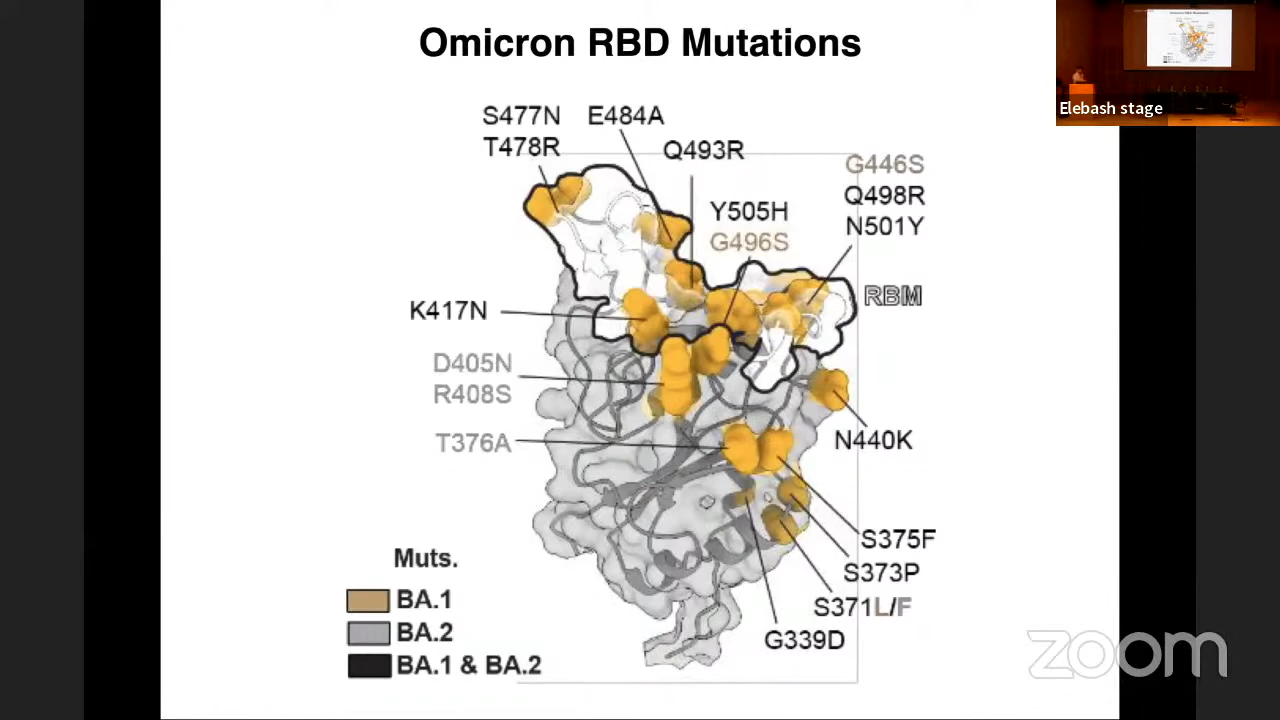 Omicron RBD Mutations
Elebash stage
S477N
T478R
E484A
Q493R
G446S
Q498R
N501Y
Y505H
G496S
RBM
K417N
D405N
R408S
T376A
N440K
S375F
S373P
S371L/F
G339D
Muts.
BA.1
BA.2
BA.1 & BA.2
zoom